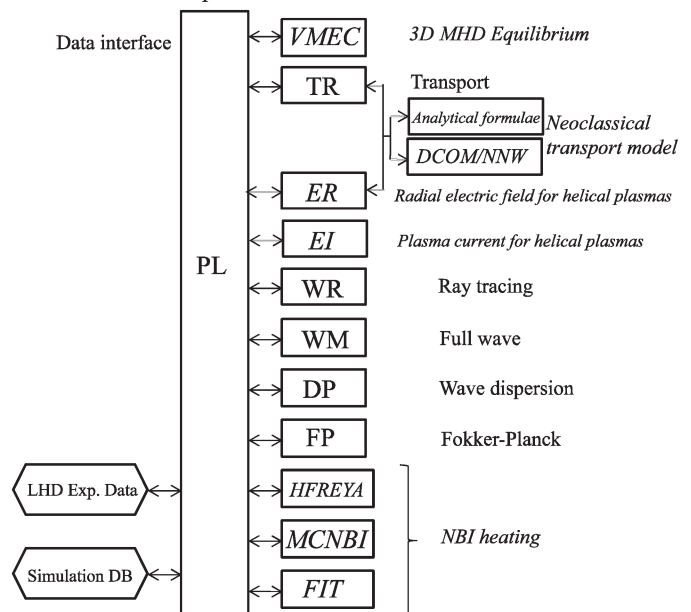 Data interface
VMEC
3D MHD Equilibrium
TR
Transport
Analytical formulae
DCOM/NNW
Neoclassical
transport model
ER
Radial electric field for helical plasmas
EI
Plasma current for helical plasmas
PL
WR
Ray tracing
WM
Full wave
DP
Wave dispersion
FP
Fokker-Planck
LHD Exp. Data
HFREYA
MCNBI
NBI heating
Simulation DB
FIT